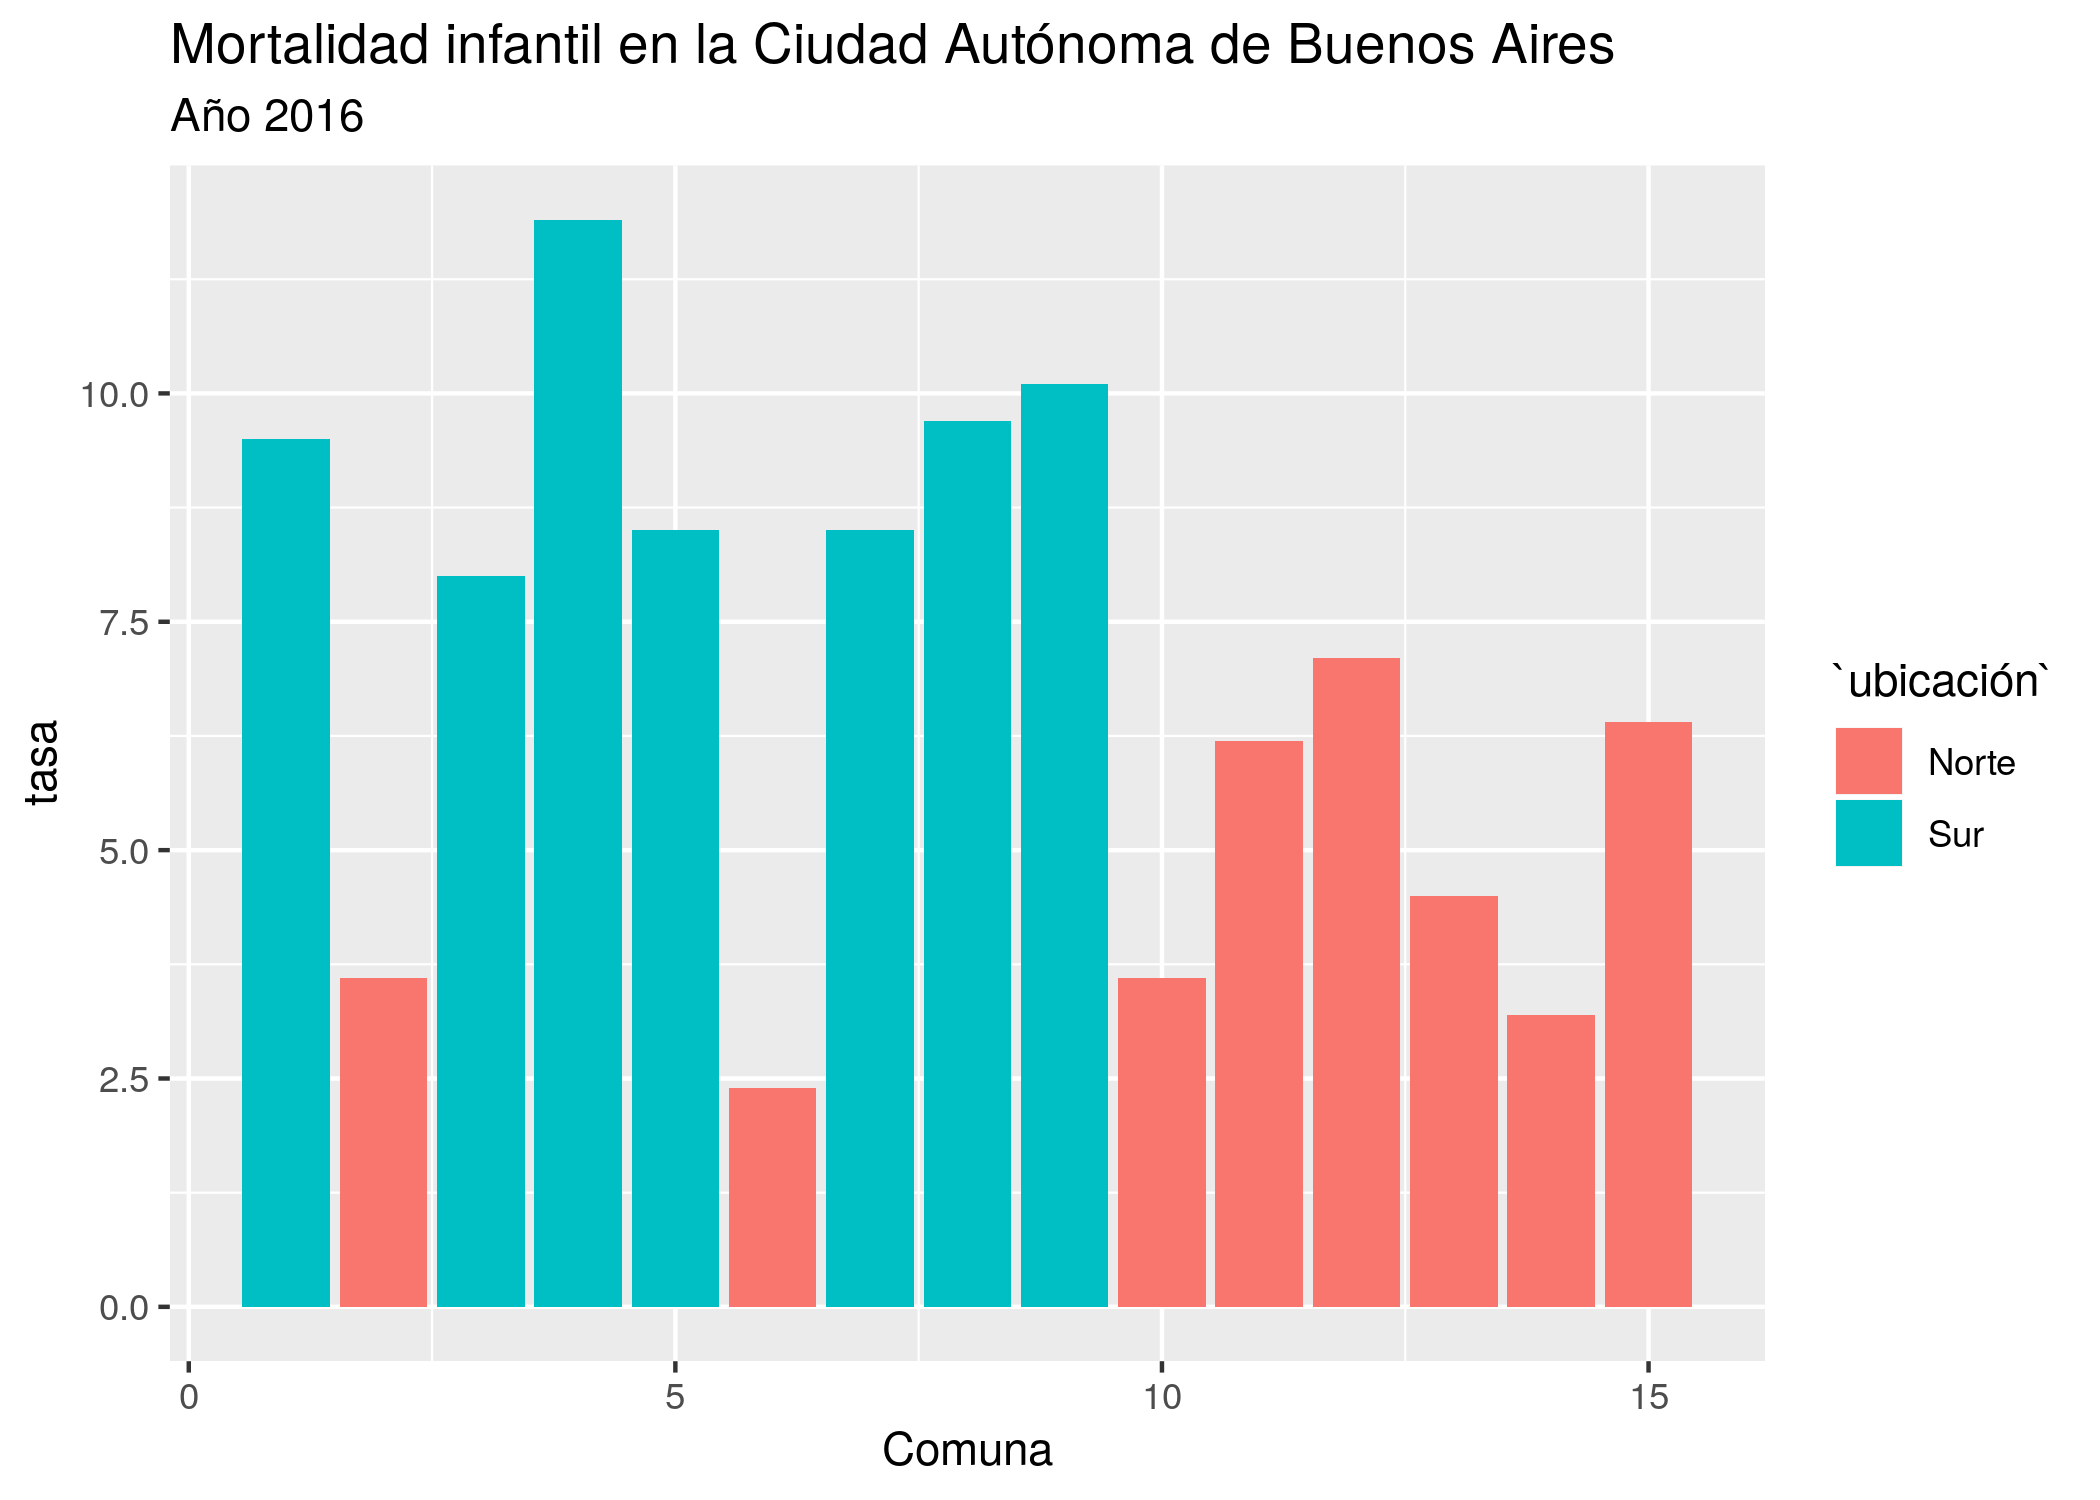 Mortalidad infantil en la Ciudad Autónoma de Buenos Aires
Año 2016
10.0
7.5
5.0
2.5
0.0
tasa
0 5 10 15
Comuna
`ubicación`
Norte
Sur